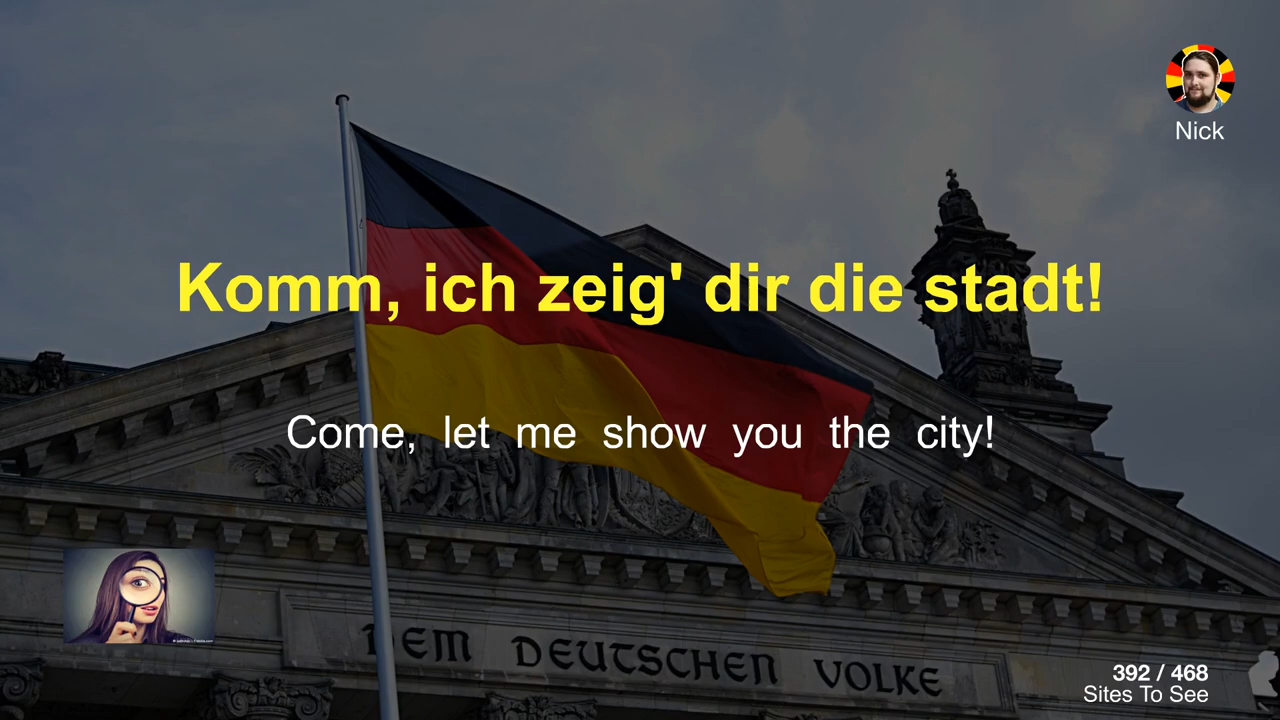 Nick
Komm, ich zeig' dir die stadt!
Come, let me show you the city!
DEM DEUTSCHEN VOLKE
392 / 468
Sites To See